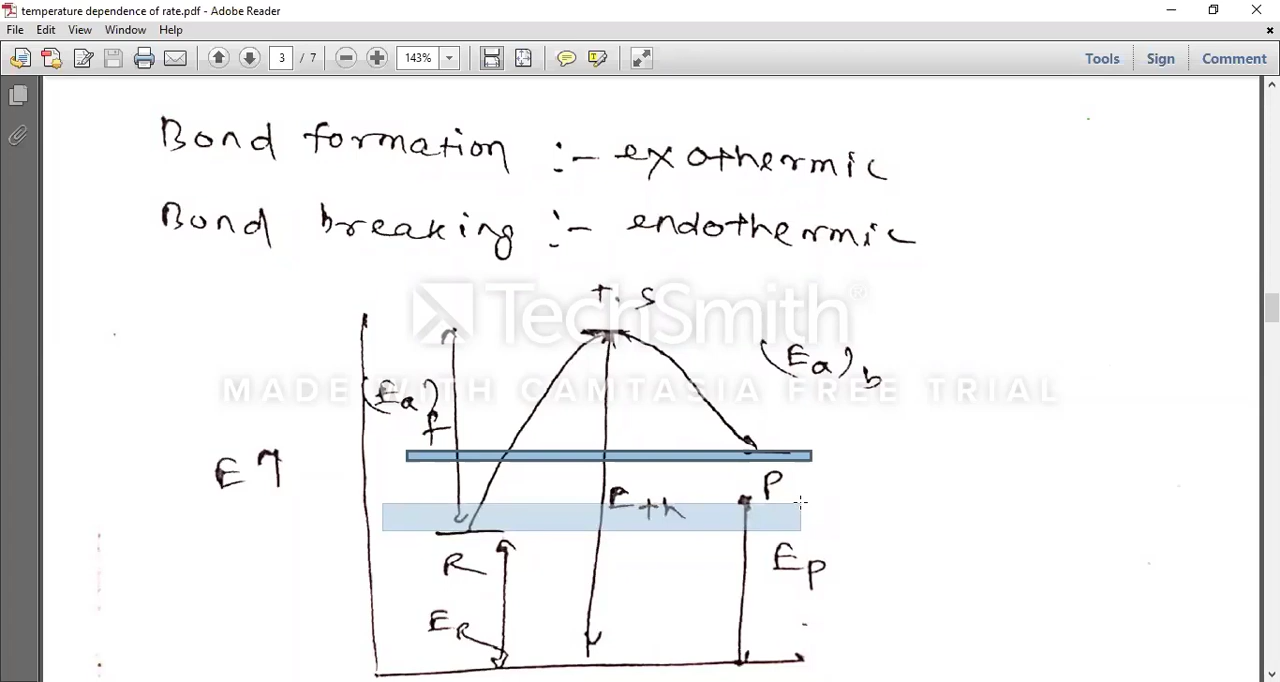 temperature dependence of rate.pdf - Adobe Reader
File Edit View Window Help
3 / 7 143% Tools Sign Comment
Bond formation :- exothermic
Bond breaking :- endothermic
T.S
TechSmith®
MADE WITH CAMTASIA FREE TRIAL
(Ea)f
(Ea)b
E↑
Eth
P
R
Ep
ER